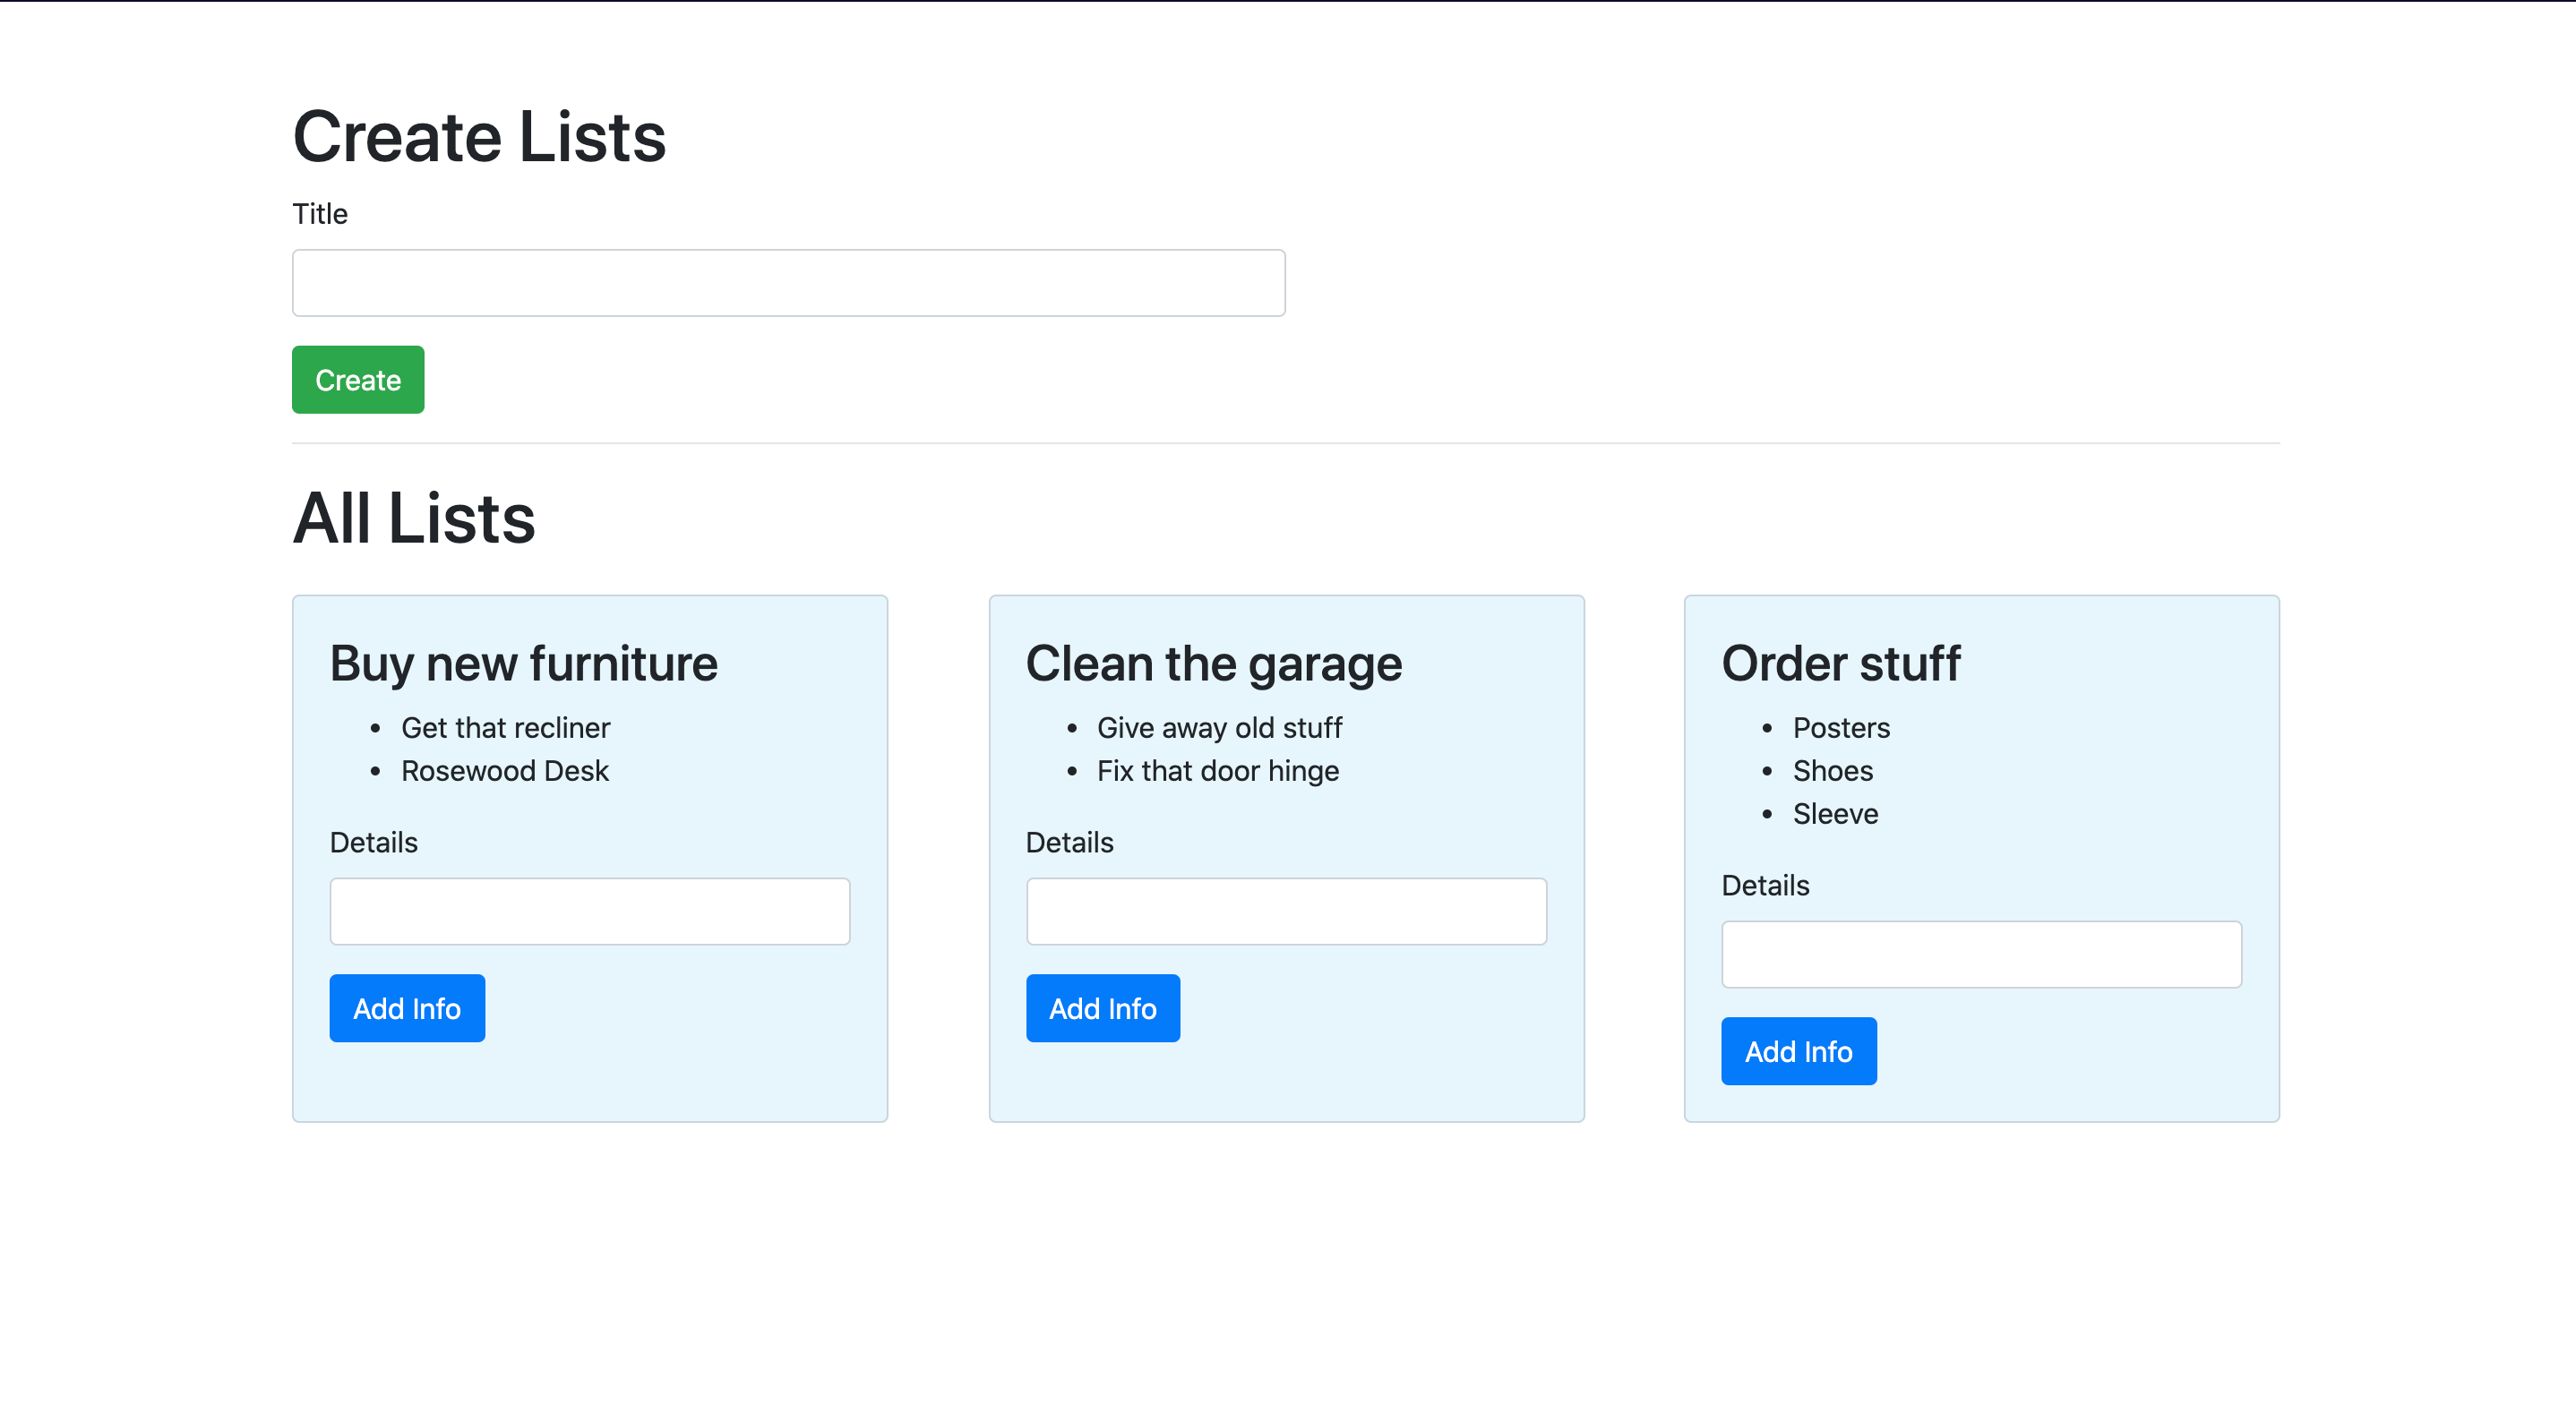 Create Lists
Title
Create
All Lists
Buy new furniture
Get that recliner
Rosewood Desk
Details
Add Info
Clean the garage
Give away old stuff
Fix that door hinge
Details
Add Info
Order stuff
Posters
Shoes
Sleeve
Details
Add Info